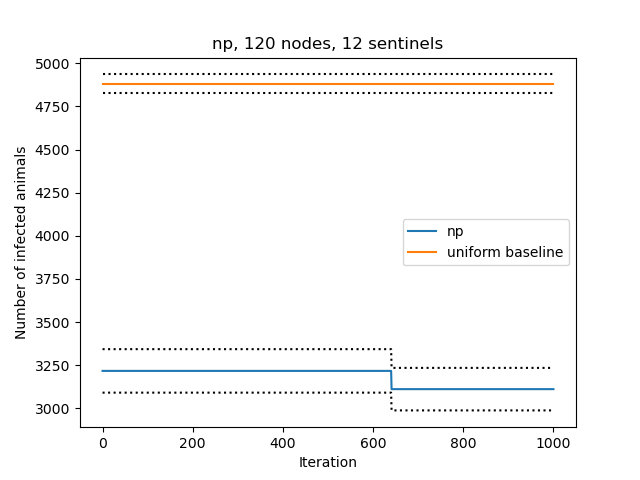 np, 120 nodes, 12 sentinels
Number of infected animals
5000
4750
4500
4250
4000
3750
3500
3250
3000
np
uniform baseline
0 200 400 600 800 1000
Iteration